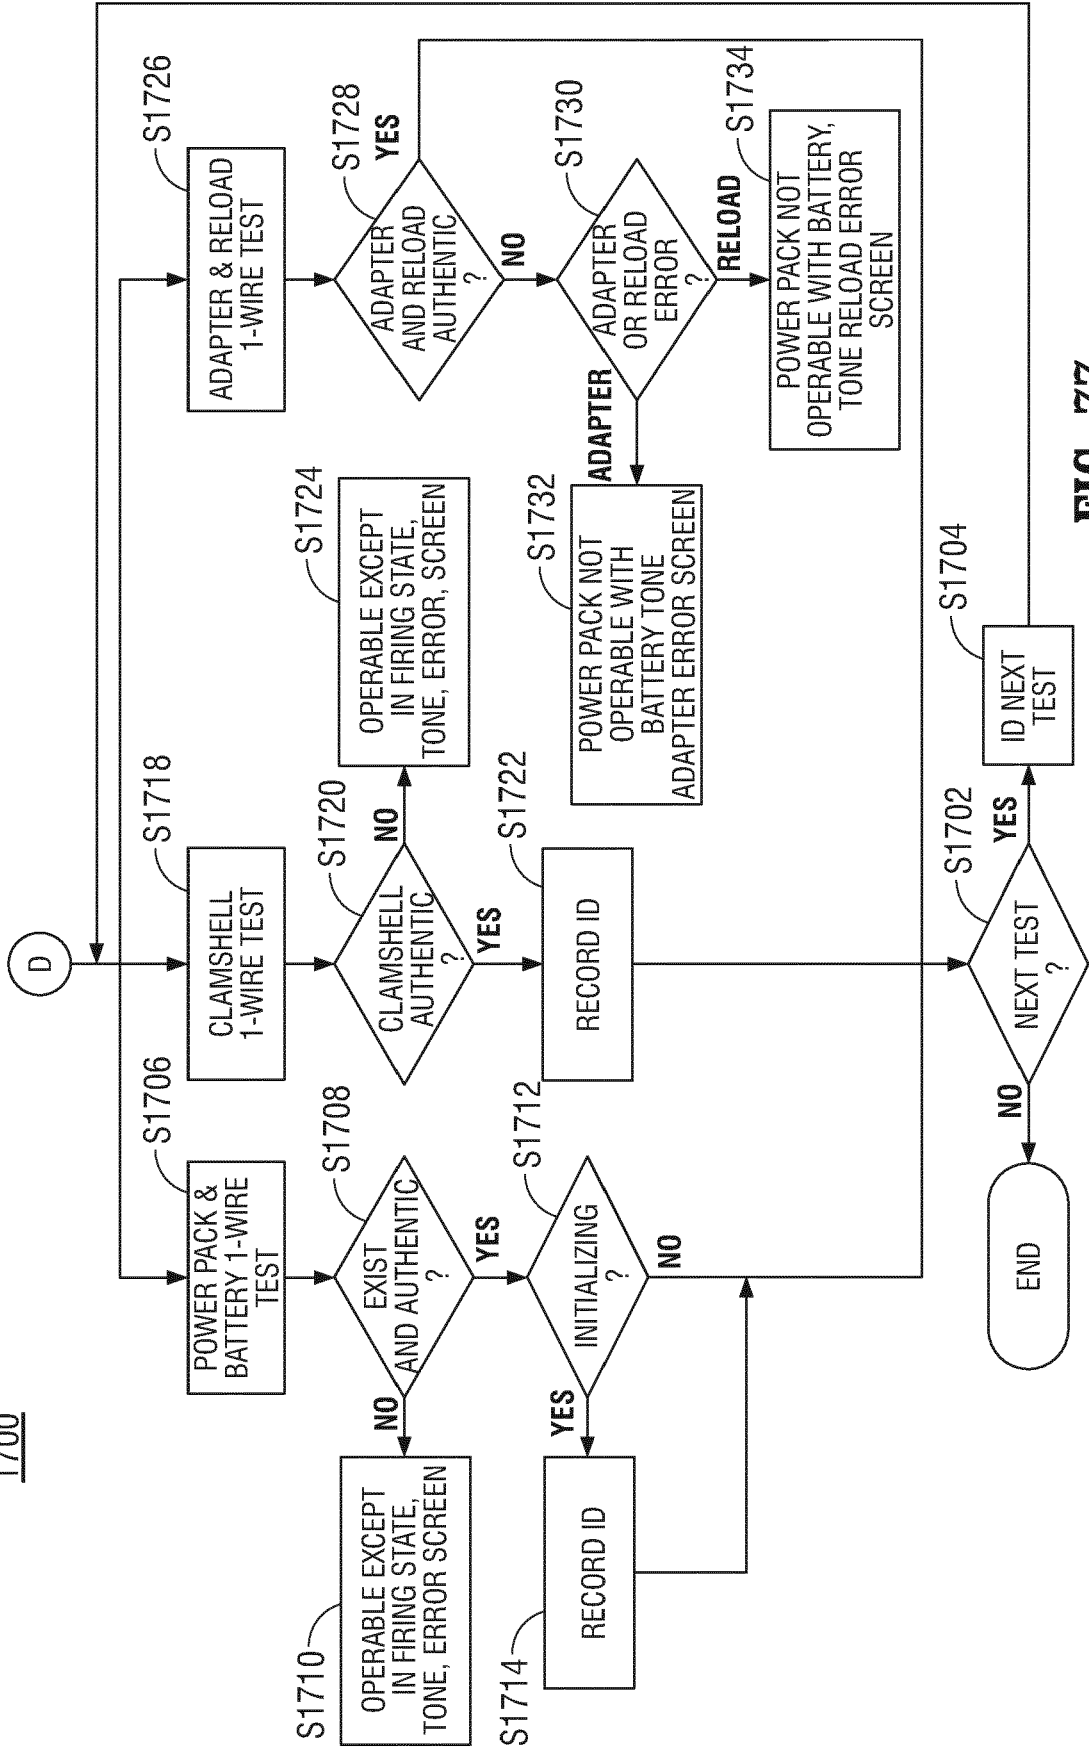 1700
D
S1706
POWER PACK &
BATTERY 1-WIRE
TEST
S1718
CLAMSHELL
1-WIRE TEST
S1726
ADAPTER & RELOAD
1-WIRE TEST
S1708
EXIST
AND AUTHENTIC
?
NO
YES
S1710
OPERABLE EXCEPT
IN FIRING STATE,
TONE, ERROR SCREEN
S1712
INITIALIZING
?
YES
NO
S1714
RECORD ID
S1720
CLAMSHELL
AUTHENTIC
?
NO
YES
S1724
OPERABLE EXCEPT
IN FIRING STATE,
TONE, ERROR, SCREEN
S1722
RECORD ID
S1728
ADAPTER
AND RELOAD
AUTHENTIC
?
YES
NO
S1730
ADAPTER
OR RELOAD
ERROR
?
ADAPTER
RELOAD
S1732
POWER PACK NOT
OPERABLE WITH
BATTERY TONE
ADAPTER ERROR SCREEN
S1734
POWER PACK NOT
OPERABLE WITH BATTERY,
TONE RELOAD ERROR
SCREEN
S1702
NEXT TEST
?
NO
YES
S1704
ID NEXT
TEST
END
FIG. 77